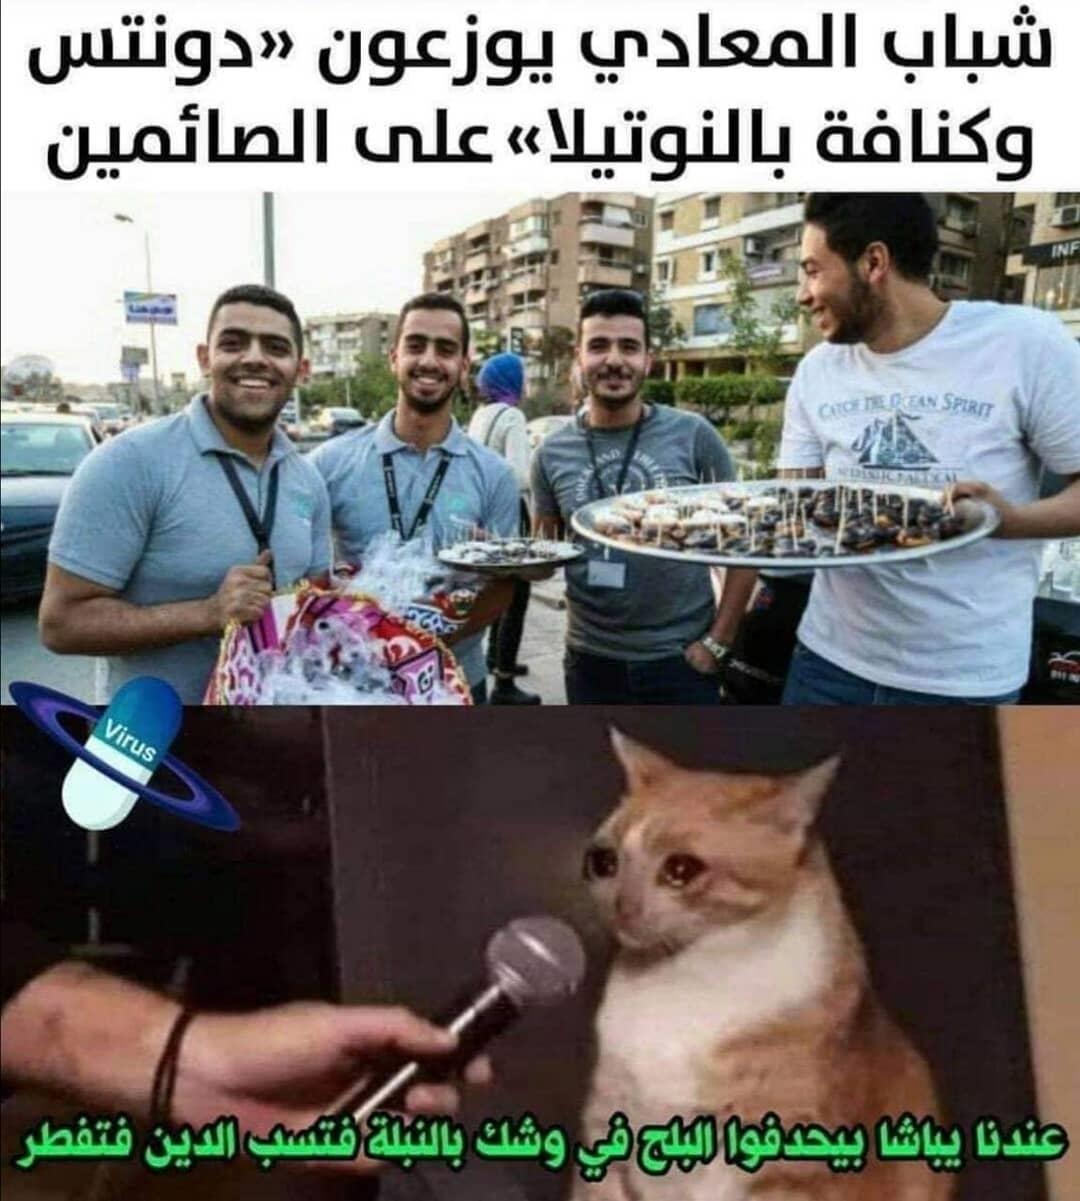 شباب المعادي يوزعون «دونتس
وكنافة بالنوتيلا» على الصائمين
INF
CATCH THE OCEAN SPIRIT
Virus
عندنا يباشا بيحدفوا البلح في وشك بالنبلة فتسب الدين فتفطر